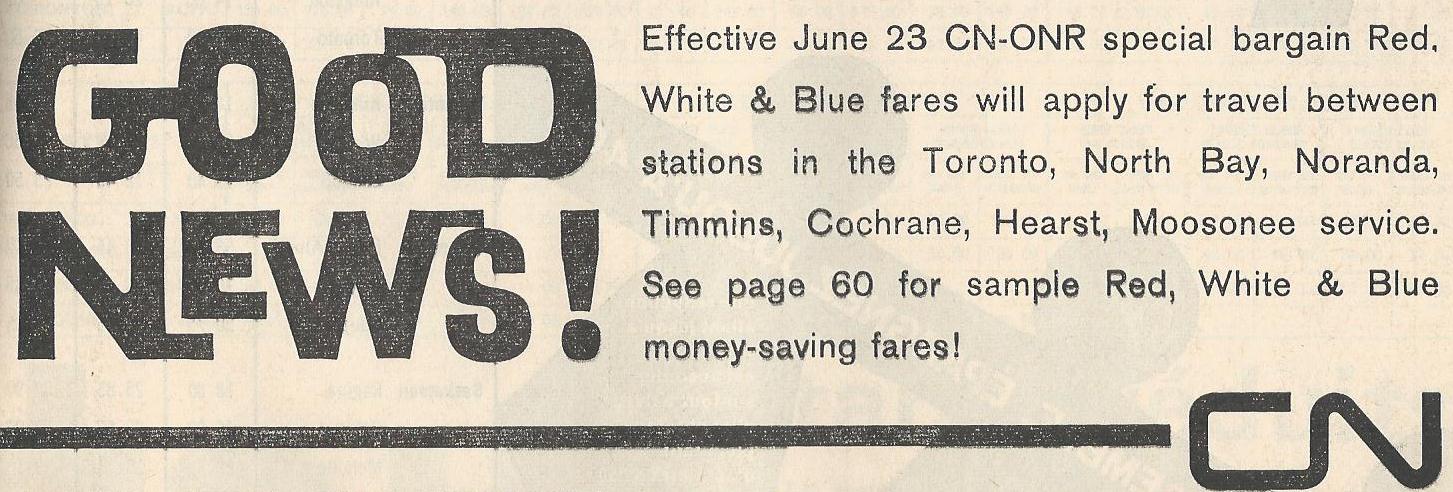 GOOD
NEWS!
Effective June 23 CN-ONR special bargain Red,
White & Blue fares will apply for travel between
stations in the Toronto, North Bay, Noranda,
Timmins, Cochrane, Hearst, Moosonee service.
See page 60 for sample Red, White & Blue
money-saving fares!
CN